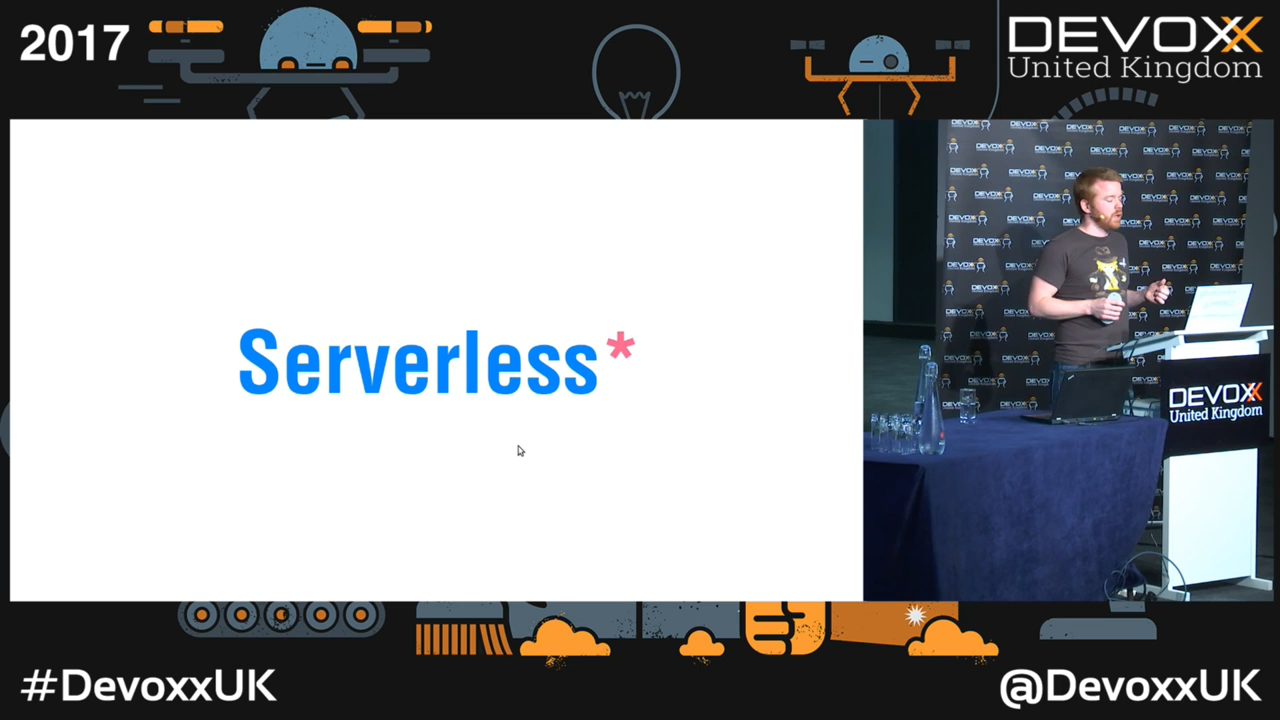 2017
DEVOXX
United Kingdom
Serverless*
DEVOXX
United Kingdom
#DevoxxUK
@DevoxxUK